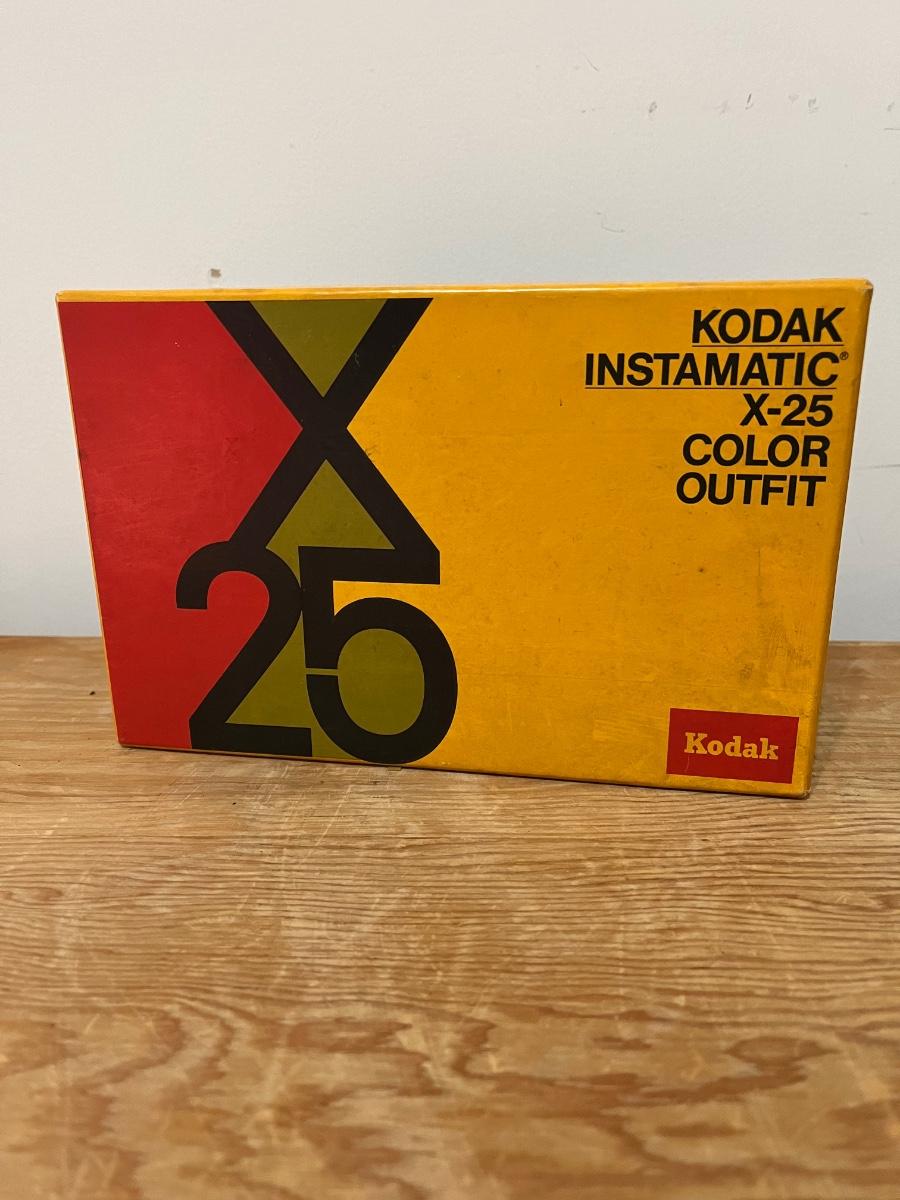 X
25
KODAK
INSTAMATIC®
X-25
COLOR
OUTFIT
Kodak